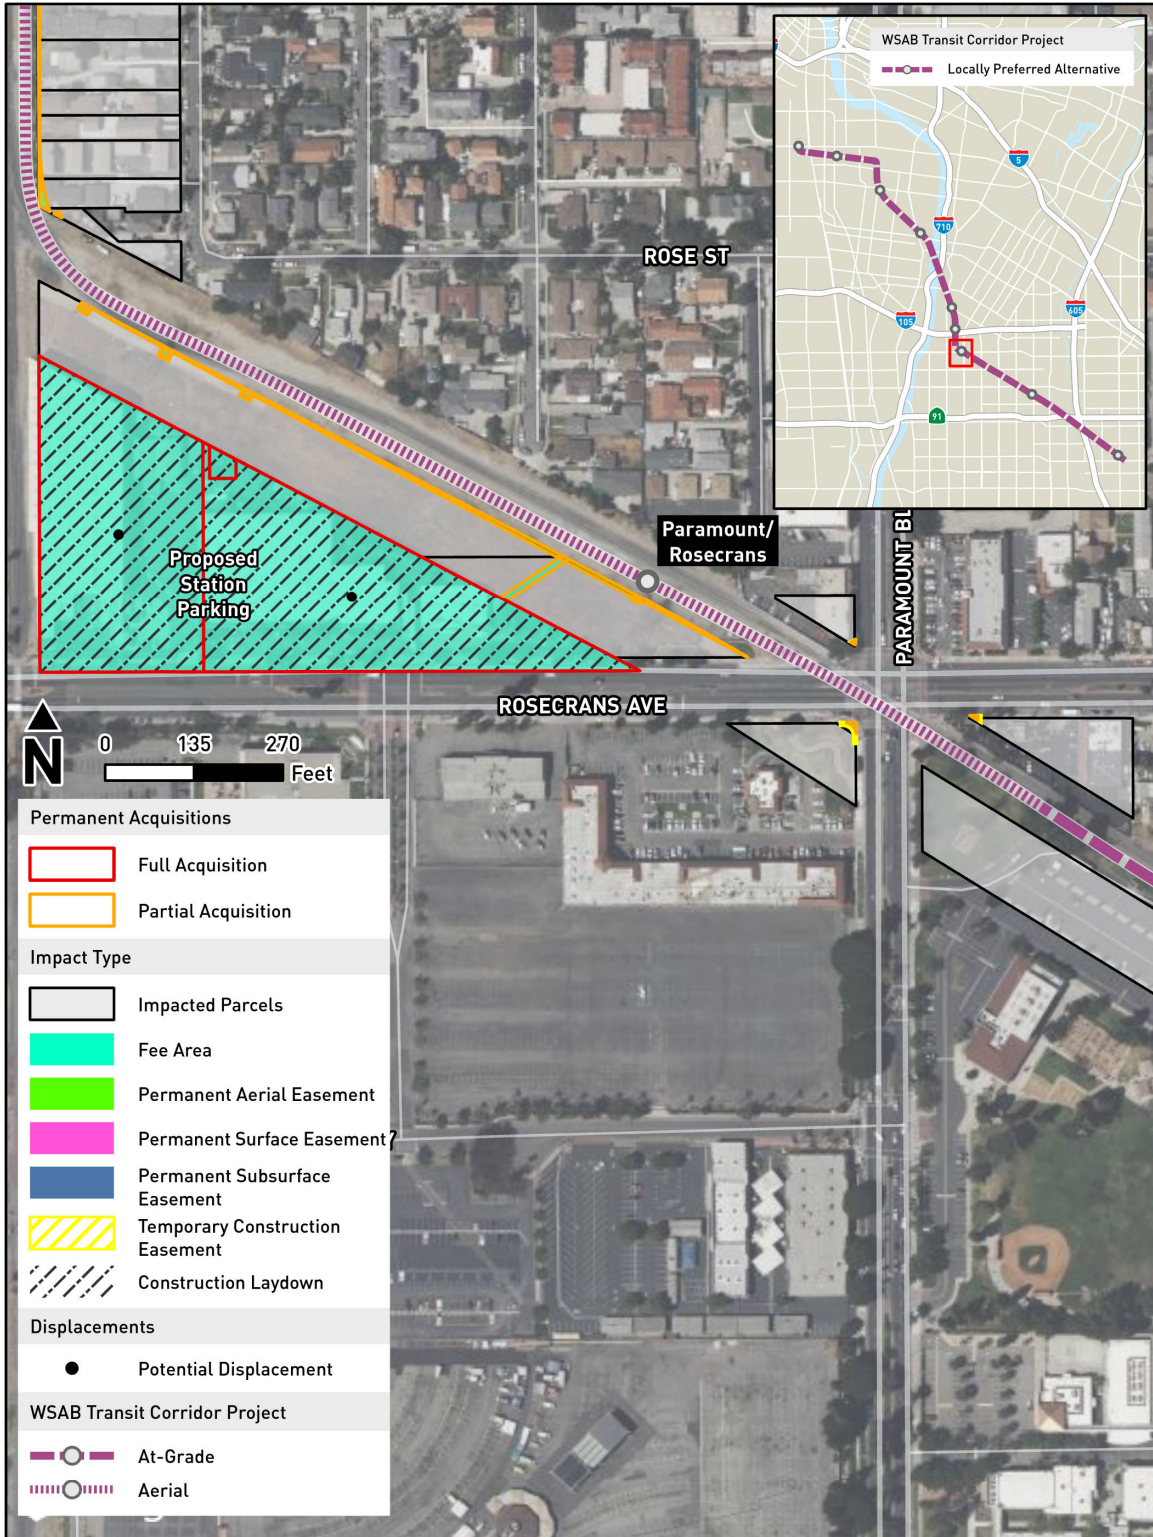 WSAB Transit Corridor Project
Locally Preferred Alternative
5
710
105
605
91
ROSE ST
Paramount/
Rosecrans
PARAMOUNT BL
Proposed
Station
Parking
ROSECRANS AVE
N
0 135 270
Feet
Permanent Acquisitions
Full Acquisition
Partial Acquisition
Impact Type
Impacted Parcels
Fee Area
Permanent Aerial Easement
Permanent Surface Easement
Permanent Subsurface
Easement
Temporary Construction
Easement
Construction Laydown
Displacements
Potential Displacement
WSAB Transit Corridor Project
At-Grade
Aerial